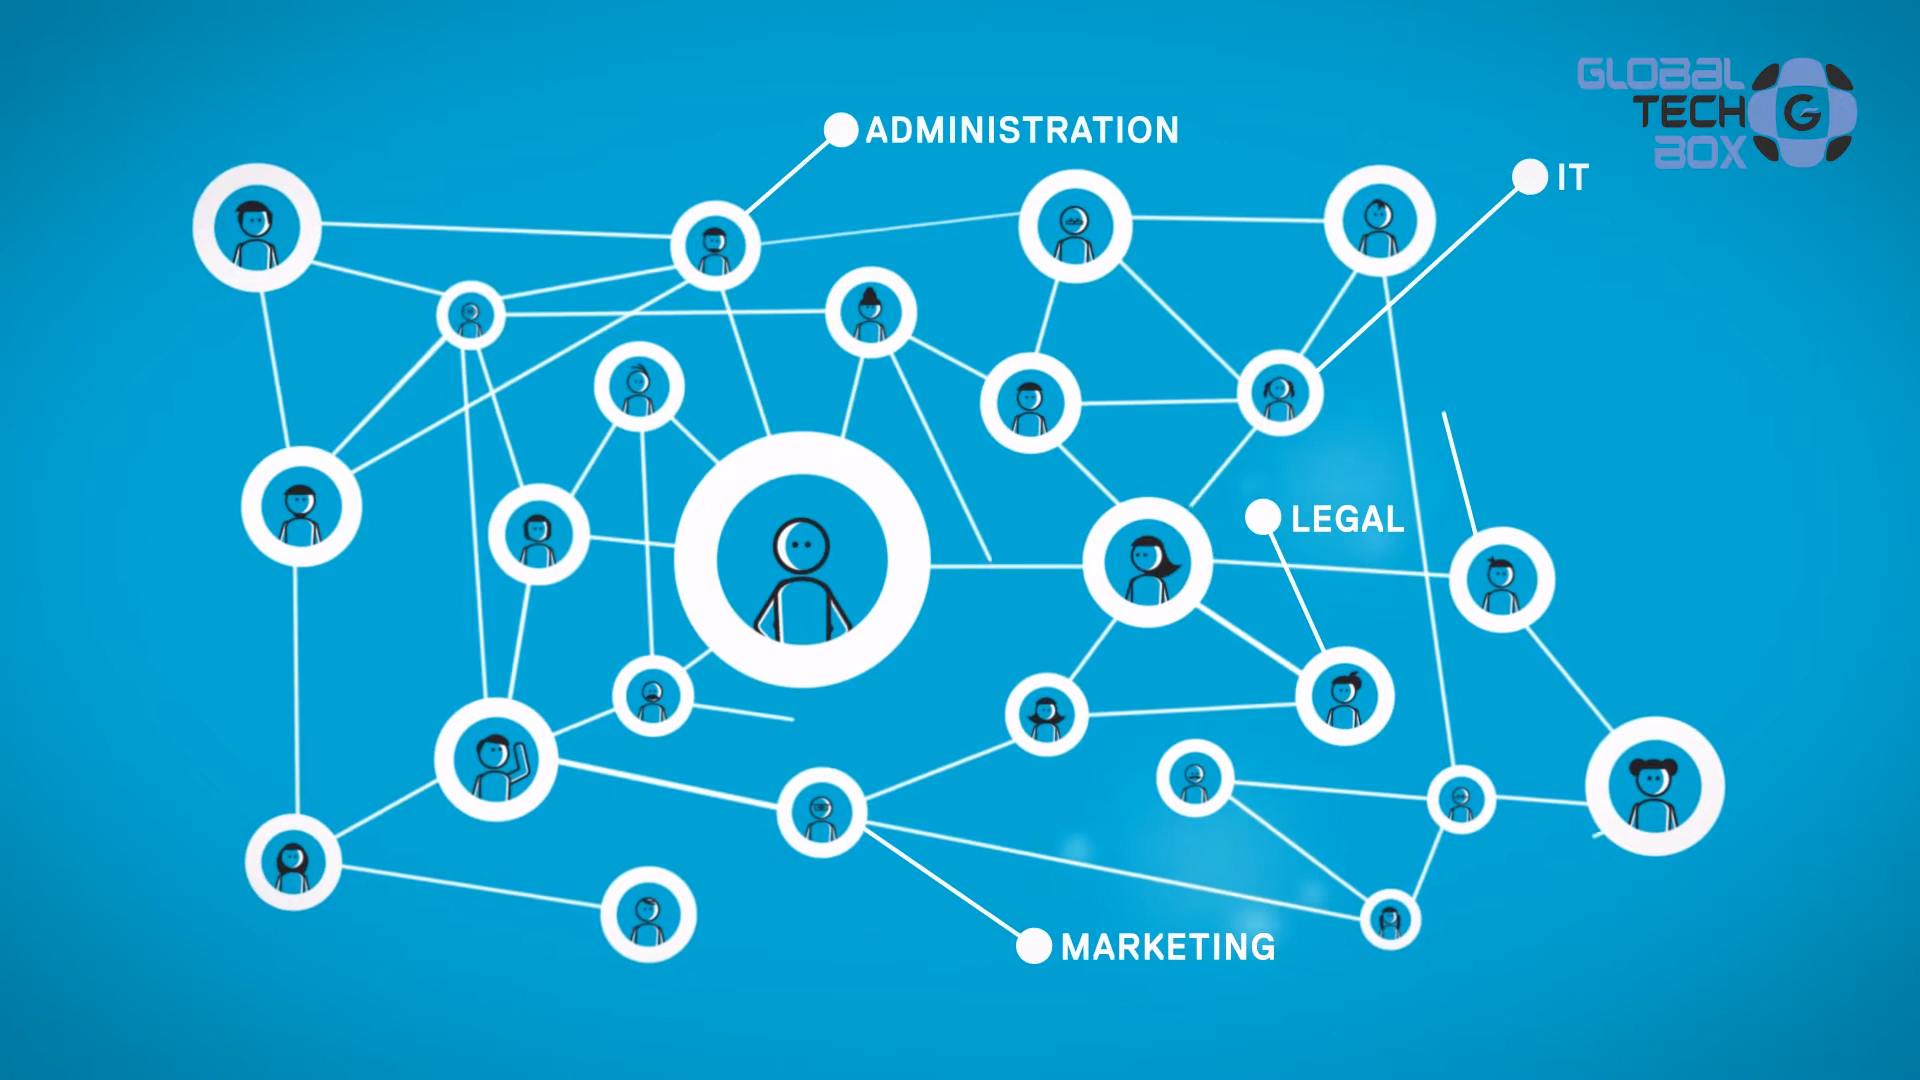 GLOBAL
TECH
BOX
G
ADMINISTRATION
IT
LEGAL
MARKETING